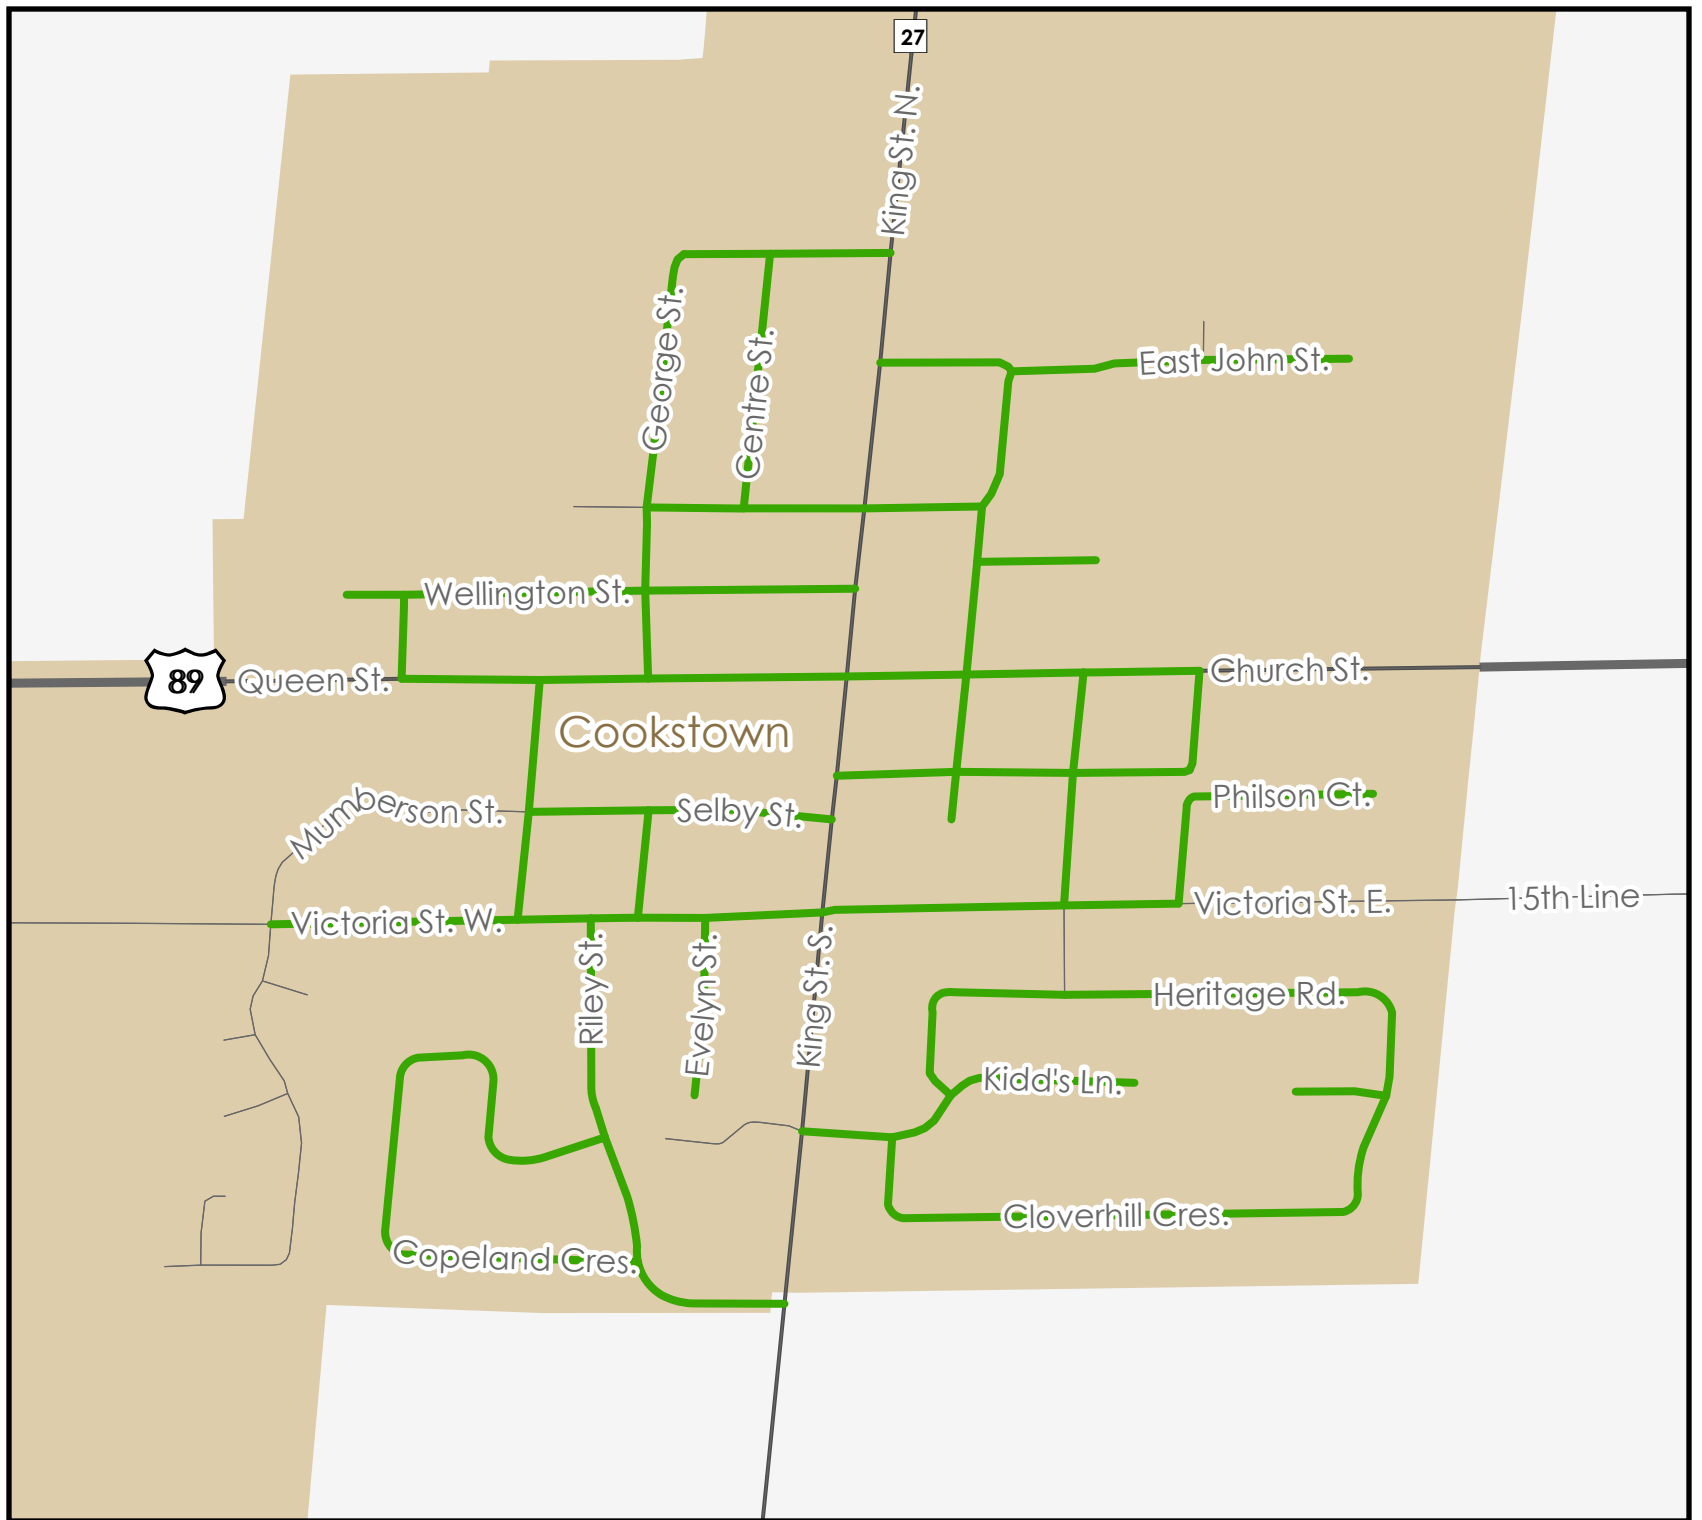 27
King St. N.
George St.
Centre St.
East John St.
Wellington St.
89
Queen St.
Church St.
Cookstown
Mumberson St.
Selby St.
Philson Ct.
Victoria St. W.
Victoria St. E.
15th Line
Riley St.
Evelyn St.
King St. S.
Heritage Rd.
Kidd's Ln.
Cloverhill Cres.
Copeland Cres.